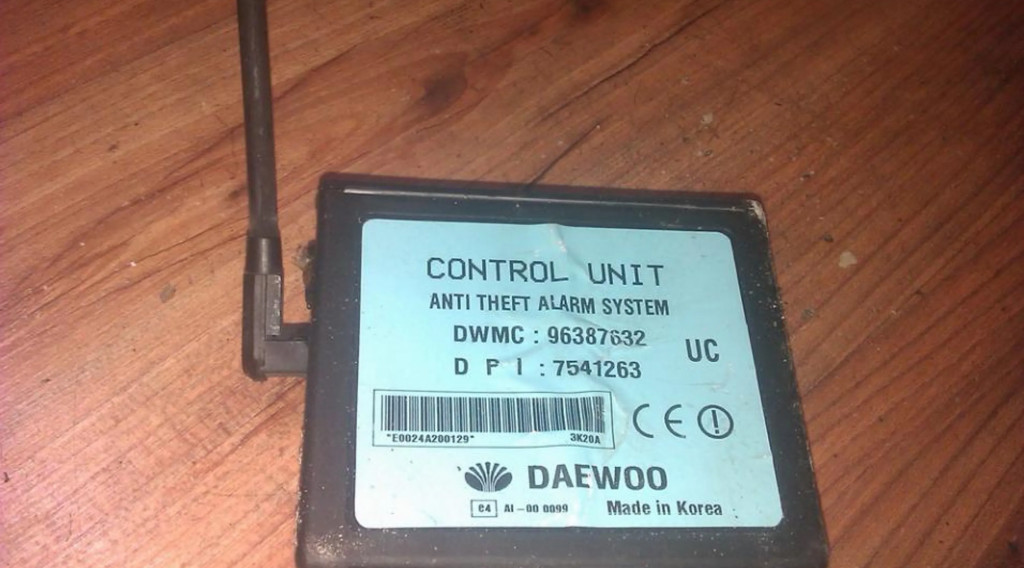 CONTROL UNIT
ANTI THEFT ALARM SYSTEM
DWMC : 96387632
UC
D P I : 7541263
"E0024A200129" 3K20A
CE
DAEWOO
e4 AI-00 0099 Made in Korea